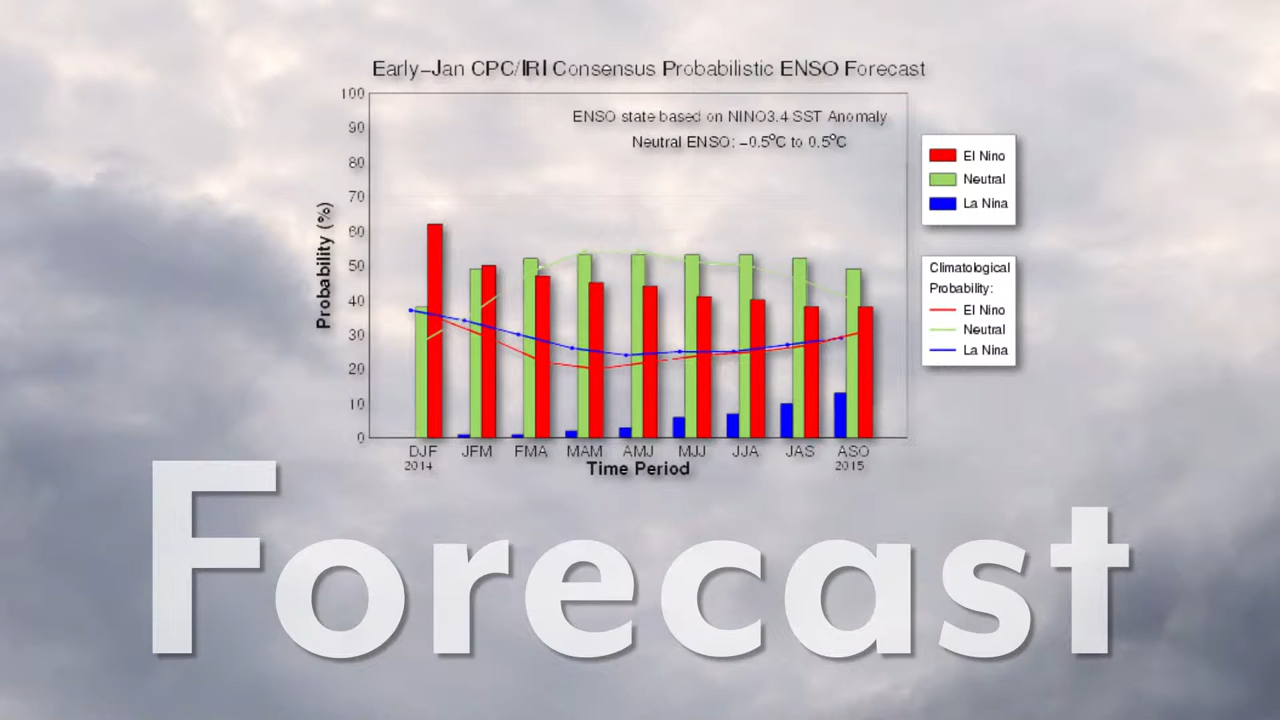 Early-Jan CPC/IRI Consensus Probabilistic ENSO Forecast
ENSO state based on NINO3.4 SST Anomaly
Neutral ENSO: -0.5ºC to 0.5ºC
Probability (%)
100
90
80
70
60
50
40
30
20
10
0
El Nino
Neutral
La Nina
Climatological
Probability:
El Nino
Neutral
La Nina
DJF JFM FMA MAM AMJ MJJ JJA JAS ASO
2014 2015
Time Period
Forecast